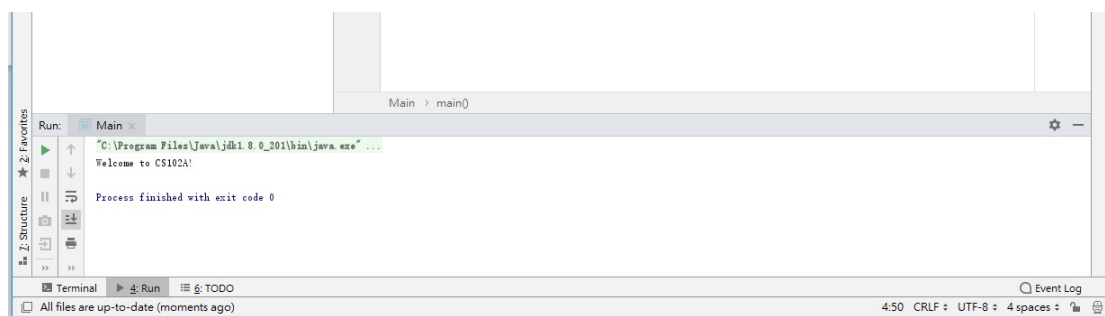 Main > main()
Run: Main ×
"C:\Program Files\Java\jdk1.8.0_201\bin\java.exe" ...
Welcome to CS102A!
Process finished with exit code 0
2: Favorites
7: Structure
Terminal 4: Run 6: TODO Event Log
All files are up-to-date (moments ago) 4:50 CRLF UTF-8 4 spaces